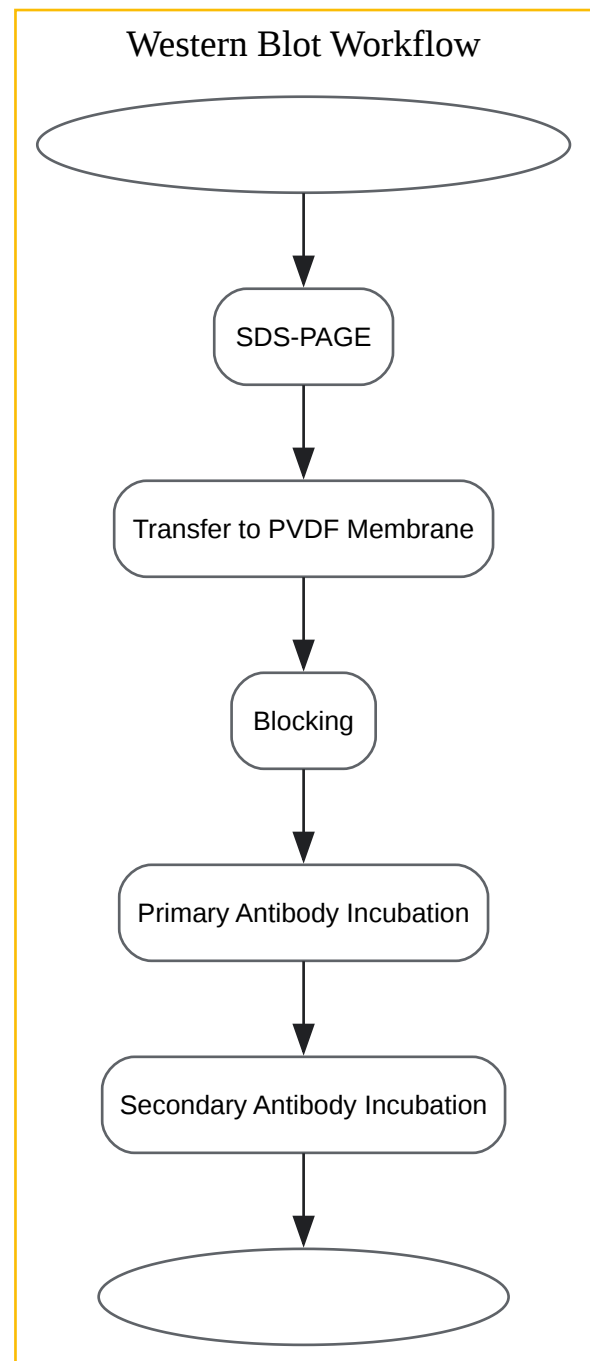 Western Blot Workflow
SDS-PAGE
Transfer to PVDF Membrane
Blocking
Primary Antibody Incubation
Secondary Antibody Incubation